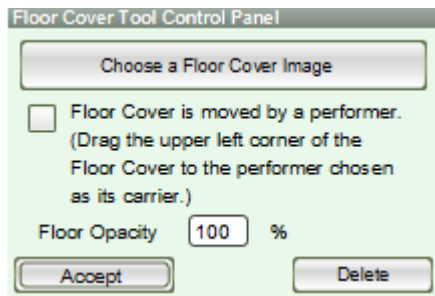 Floor Cover Tool Control Panel
Choose a Floor Cover Image
Floor Cover is moved by a performer.
(Drag the upper left corner of the
Floor Cover to the performer chosen
as its carrier.)
Floor Opacity 100 %
Accept Delete